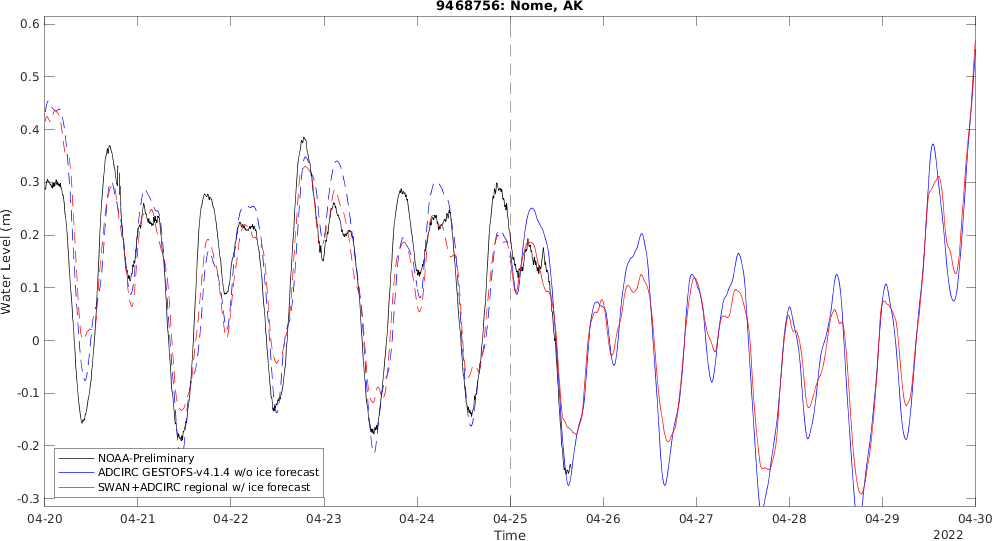 9468756: Nome, AK
0.6
0.5
0.4
0.3
0.2
0.1
0
-0.1
-0.2
-0.3
Water Level (m)
NOAA-Preliminary
ADCIRC GESTOFS-v4.1.4 w/o ice forecast
SWAN+ADCIRC regional w/ ice forecast
04-20 04-21 04-22 04-23 04-24 04-25 04-26 04-27 04-28 04-29 04-30
Time
2022